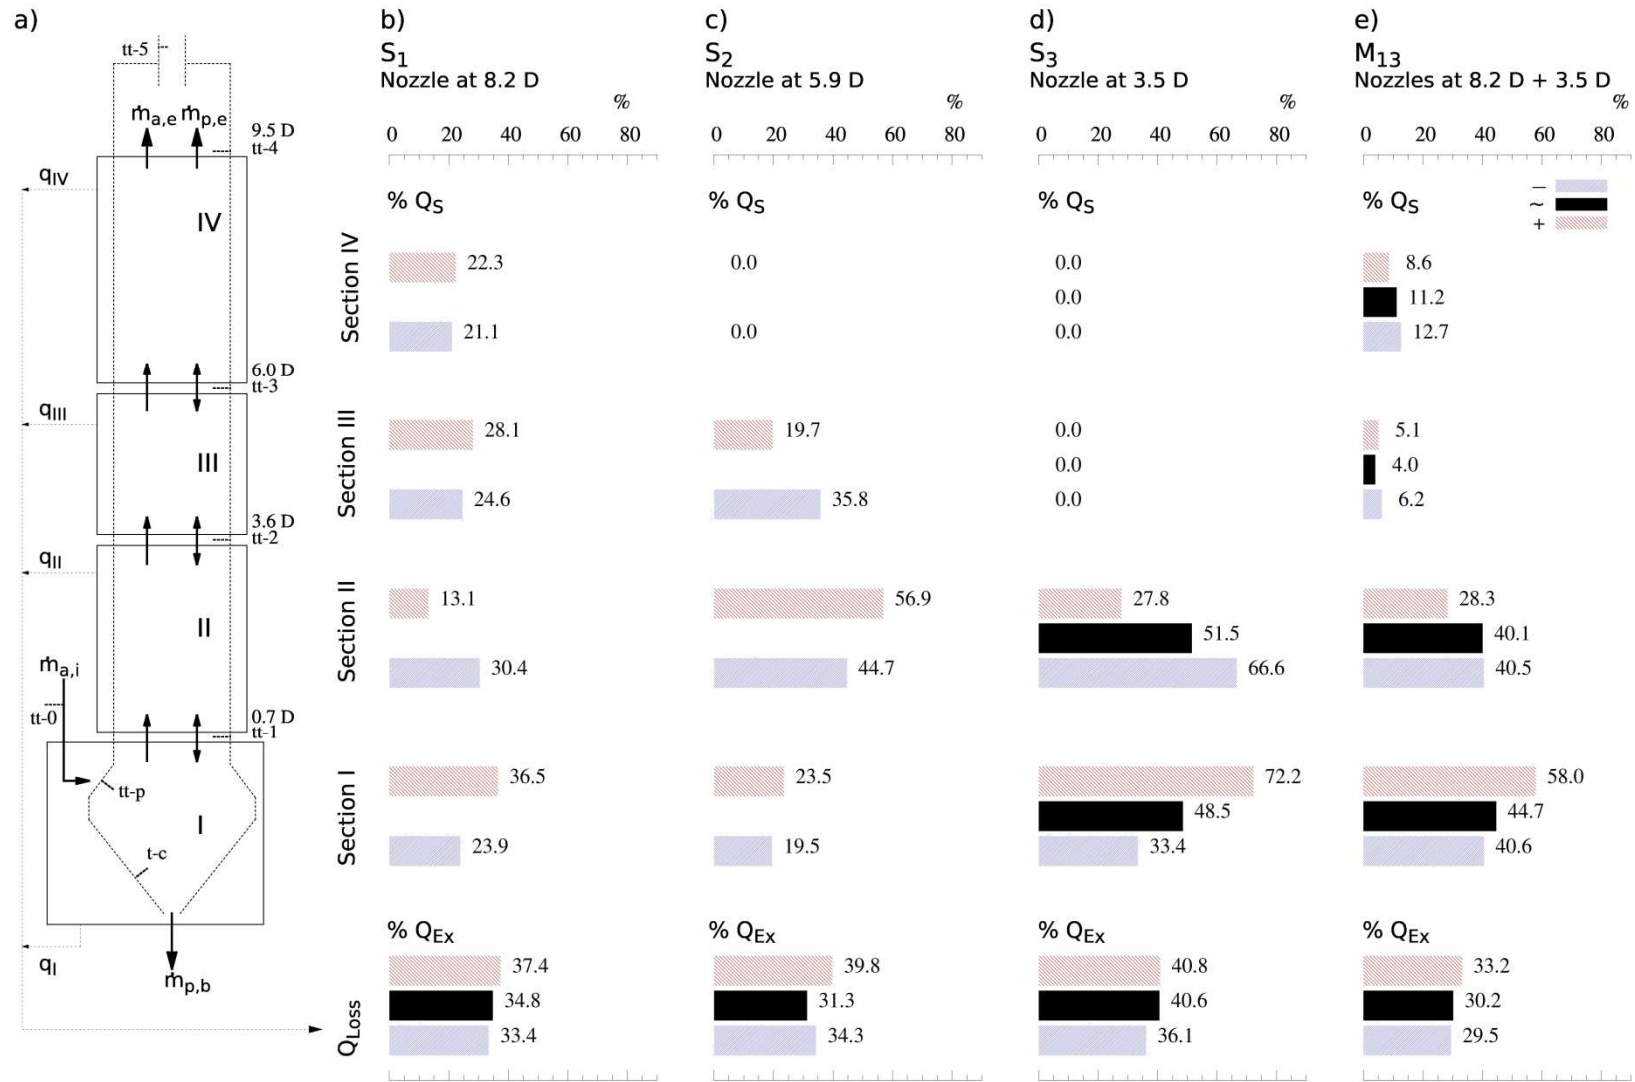 a)
tt-5
ṁa,e ṁp,e
9.5 D
tt-4
qIV
IV
6.0 D
tt-3
qIII
III
3.6 D
tt-2
qII
II
ṁa,i
tt-0
0.7 D
tt-1
tt-p
I
t-c
qI
ṁp,b
Section IV
Section III
Section II
Section I
QLoss
b)
S1
Nozzle at 8.2 D
%
0 20 40 60 80
% QS
22.3
21.1
28.1
24.6
13.1
30.4
36.5
23.9
% QEx
37.4
34.8
33.4
c)
S2
Nozzle at 5.9 D
%
0 20 40 60 80
% QS
0.0
0.0
19.7
35.8
56.9
44.7
23.5
19.5
% QEx
39.8
31.3
34.3
d)
S3
Nozzle at 3.5 D
%
0 20 40 60 80
% QS
0.0
0.0
0.0
0.0
0.0
0.0
27.8
51.5
66.6
72.2
48.5
33.4
% QEx
40.8
40.6
36.1
e)
M13
Nozzles at 8.2 D + 3.5 D
%
0 20 40 60 80
% QS
−
~
+
8.6
11.2
12.7
5.1
4.0
6.2
28.3
40.1
40.5
58.0
44.7
40.6
% QEx
33.2
30.2
29.5